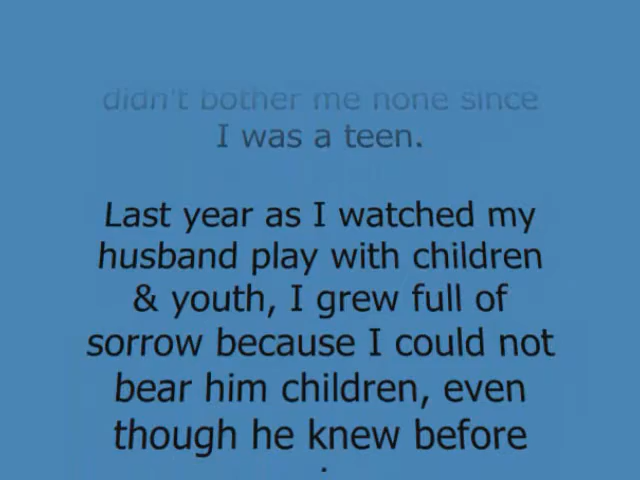 didn't bother me none since
I was a teen.
Last year as I watched my
husband play with children
& youth, I grew full of
sorrow because I could not
bear him children, even
though he knew before